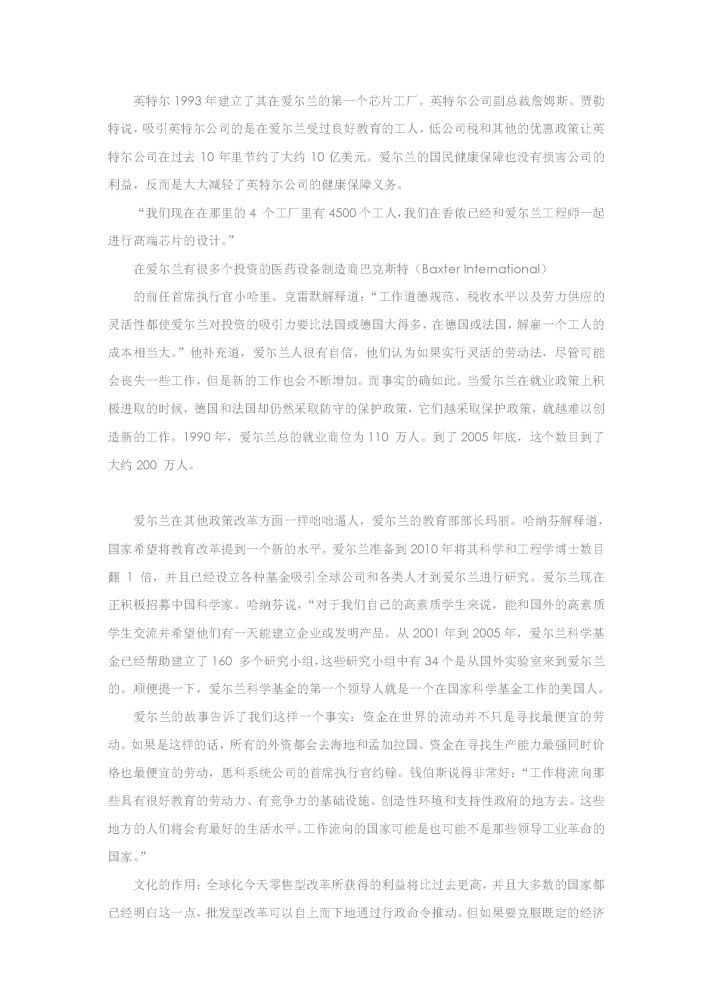 英特尔 1993 年建立了其在爱尔兰的第一个芯片工厂。英特尔公司副总裁詹姆斯。贾勒
特说，吸引英特尔公司的是在爱尔兰受过良好教育的工人，低公司税和其他的优惠政策让英
特尔公司在过去 10 年里节约了大约 10 亿美元。爱尔兰的国民健康保障也没有损害公司的
利益，反而是大大减轻了英特尔公司的健康保障义务。
“我们现在在那里的 4 个工厂里有 4500 个工人，我们在香侬已经和爱尔兰工程师一起
进行高端芯片的设计。”
在爱尔兰有很多个投资的医药设备制造商巴克斯特（Baxter International）
的前任首席执行官小哈里。克雷默解释道：“工作道德规范、税收水平以及劳力供应的
灵活性都使爱尔兰对投资的吸引力要比法国或德国大得多，在德国或法国，解雇一个工人的
成本相当大。”他补充道，爱尔兰人很有自信，他们认为如果实行灵活的劳动法，尽管可能
会丧失一些工作，但是新的工作也会不断增加。而事实的确如此。当爱尔兰在就业政策上积
极进取的时候，德国和法国却仍然采取防守的保护政策，它们越采取保护政策，就越难以创
造新的工作。1990 年，爱尔兰总的就业商位为 110 万人。到了 2005 年底，这个数目到了
大约 200 万人。
爱尔兰在其他政策改革方面一样咄咄逼人，爱尔兰的教育部部长玛丽。哈纳芬解释道，
国家希望将教育改革提到一个新的水平。爱尔兰准备到 2010 年将其科学和工程学博士数目
翻 1 倍，并且已经设立各种基金吸引全球公司和各类人才到爱尔兰进行研究。爱尔兰现在
正积极招募中国科学家。哈纳芬说，“对于我们自己的高素质学生来说，能和国外的高素质
学生交流并希望他们有一天能建立企业或发明产品。从 2001 年到 2005 年，爱尔兰科学基
金已经帮助建立了 160 多个研究小组，这些研究小组中有 34 个是从国外实验室来到爱尔兰
的。顺便提一下，爱尔兰科学基金的第一个领导人就是一个在国家科学基金工作的美国人。
爱尔兰的故事告诉了我们这样一个事实：资金在世界的流动并不只是寻找最便宜的劳
动。如果是这样的话，所有的外资都会去海地和孟加拉国。资金在寻找生产能力最强同时价
格也最便宜的劳动，思科系统公司的首席执行官约翰。钱伯斯说得非常好：“工作将流向那
些具有很好教育的劳动力、有竞争力的基础设施、创造性环境和支持性政府的地方去。这些
地方的人们将会有最好的生活水平。工作流向的国家可能是也可能不是那些领导工业革命的
国家。”
文化的作用：全球化今天零售型改革所获得的利益将比过去更高，并且大多数的国家都
已经明白这一点，批发型改革可以自上而下地通过行政命令推动。但如果要克服既定的经济